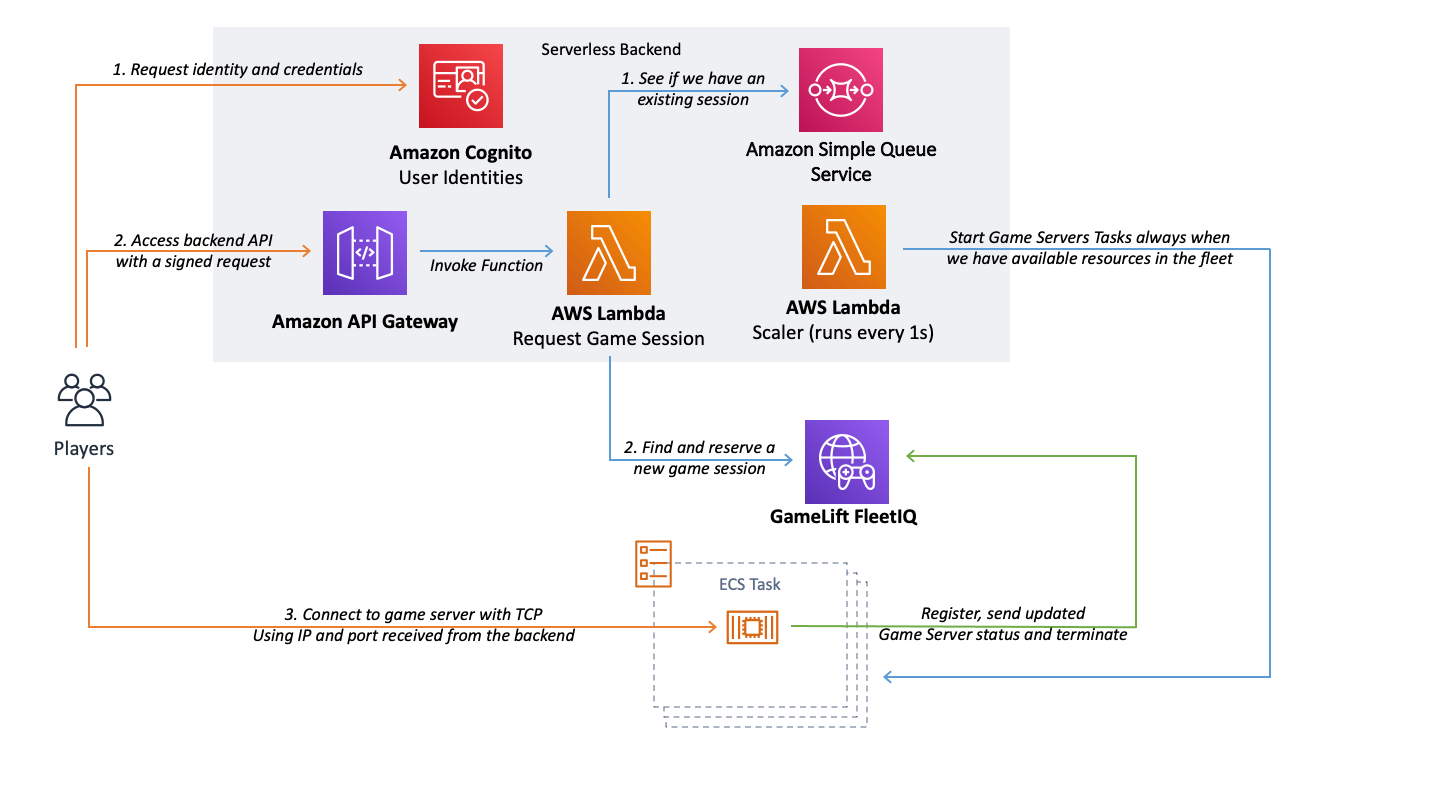 Serverless Backend
1. Request identity and credentials
1. See if we have an
existing session
Amazon Cognito
User Identities
Amazon Simple Queue
Service
2. Access backend API
with a signed request
Invoke Function
Start Game Servers Tasks always when
we have available resources in the fleet
Amazon API Gateway
AWS Lambda
Request Game Session
AWS Lambda
Scaler (runs every 1s)
Players
2. Find and reserve a
new game session
GameLift FleetIQ
ECS Task
3. Connect to game server with TCP
Using IP and port received from the backend
Register, send updated
Game Server status and terminate